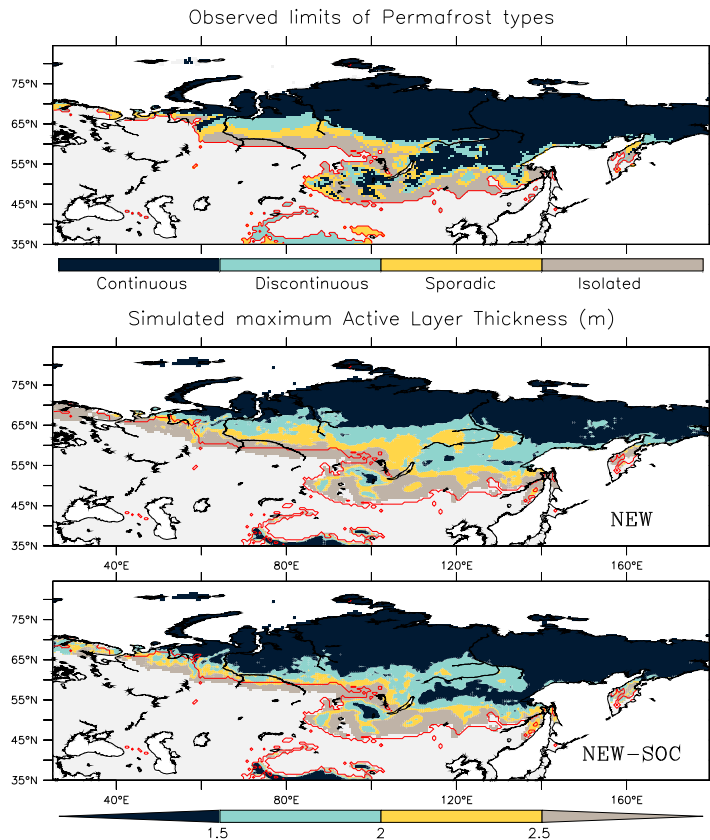 Observed limits of Permafrost types
75°N
65°N
55°N
45°N
35°N
Continuous Discontinuous Sporadic Isolated
Simulated maximum Active Layer Thickness (m)
75°N
65°N
55°N
45°N
35°N
NEW
40°E 80°E 120°E 160°E
75°N
65°N
55°N
45°N
35°N
NEW-SOC
40°E 80°E 120°E 160°E
1.5 2 2.5